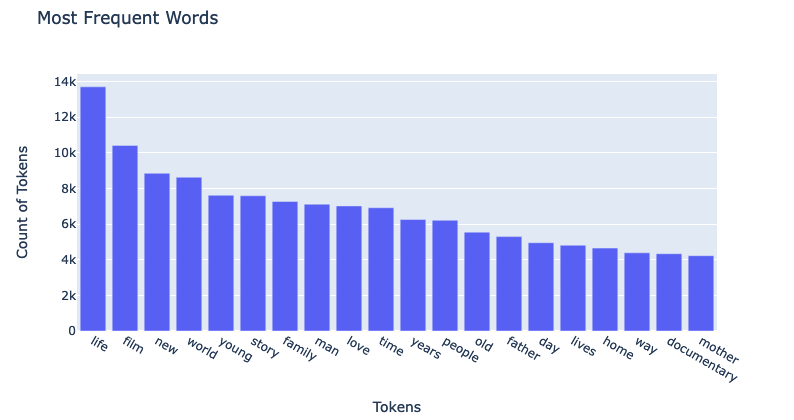 Most Frequent Words
Count of Tokens
14k
12k
10k
8k
6k
4k
2k
0
life film new world young story family man love time years people old father day lives home way documentary mother
Tokens